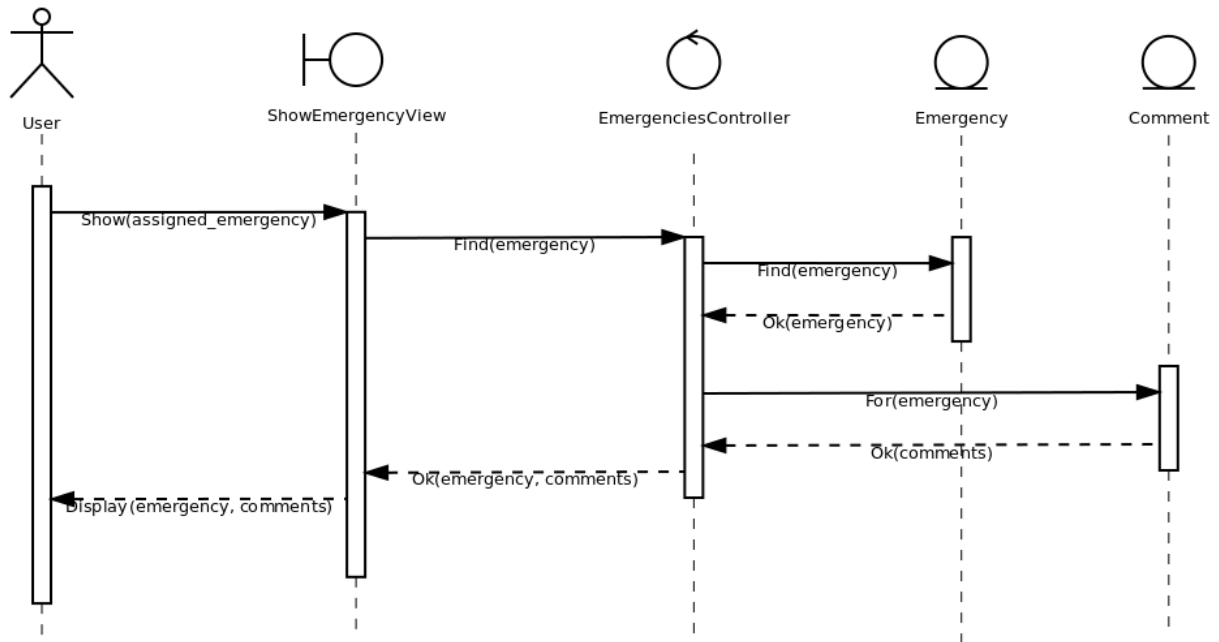 User
ShowEmergencyView
EmergenciesController
Emergency
Comment
Show(assigned_emergency)
Find(emergency)
Find(emergency)
Ok(emergency)
For(emergency)
Ok(comments)
Ok(emergency, comments)
Display(emergency, comments)